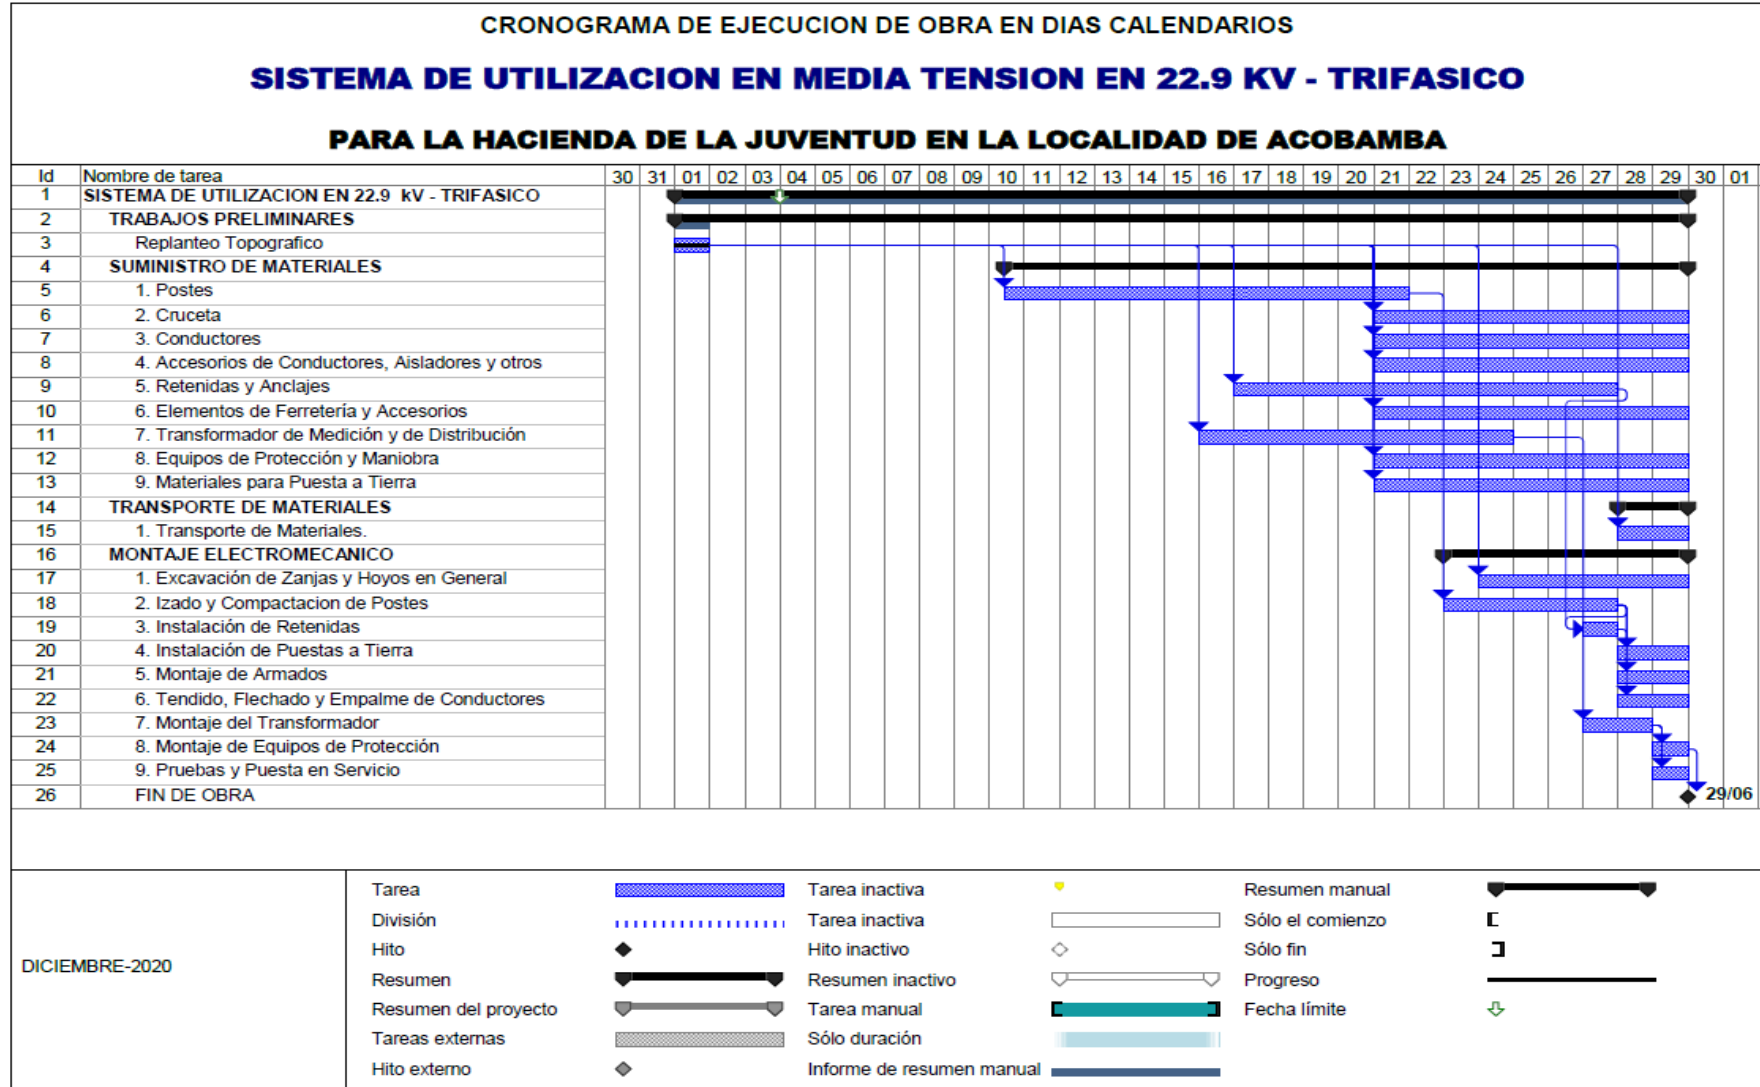 CRONOGRAMA DE EJECUCION DE OBRA EN DIAS CALENDARIOS
SISTEMA DE UTILIZACION EN MEDIA TENSION EN 22.9 KV - TRIFASICO
PARA LA HACIENDA DE LA JUVENTUD EN LA LOCALIDAD DE ACOBAMBA
Id Nombre de tarea 30 31 01 02 03 04 05 06 07 08 09 10 11 12 13 14 15 16 17 18 19 20 21 22 23 24 25 26 27 28 29 30 01
1 SISTEMA DE UTILIZACION EN 22.9 kV - TRIFASICO
2 TRABAJOS PRELIMINARES
3 Replanteo Topografico
4 SUMINISTRO DE MATERIALES
5 1. Postes
6 2. Cruceta
7 3. Conductores
8 4. Accesorios de Conductores, Aisladores y otros
9 5. Retenidas y Anclajes
10 6. Elementos de Ferretería y Accesorios
11 7. Transformador de Medición y de Distribución
12 8. Equipos de Protección y Maniobra
13 9. Materiales para Puesta a Tierra
14 TRANSPORTE DE MATERIALES
15 1. Transporte de Materiales.
16 MONTAJE ELECTROMECANICO
17 1. Excavación de Zanjas y Hoyos en General
18 2. Izado y Compactacion de Postes
19 3. Instalación de Retenidas
20 4. Instalación de Puestas a Tierra
21 5. Montaje de Armados
22 6. Tendido, Flechado y Empalme de Conductores
23 7. Montaje del Transformador
24 8. Montaje de Equipos de Protección
25 9. Pruebas y Puesta en Servicio
26 FIN DE OBRA 29/06
DICIEMBRE-2020
Tarea Tarea inactiva Resumen manual
División Tarea inactiva Sólo el comienzo
Hito Hito inactivo Sólo fin
Resumen Resumen inactivo Progreso
Resumen del proyecto Tarea manual Fecha límite
Tareas externas Sólo duración
Hito externo Informe de resumen manual